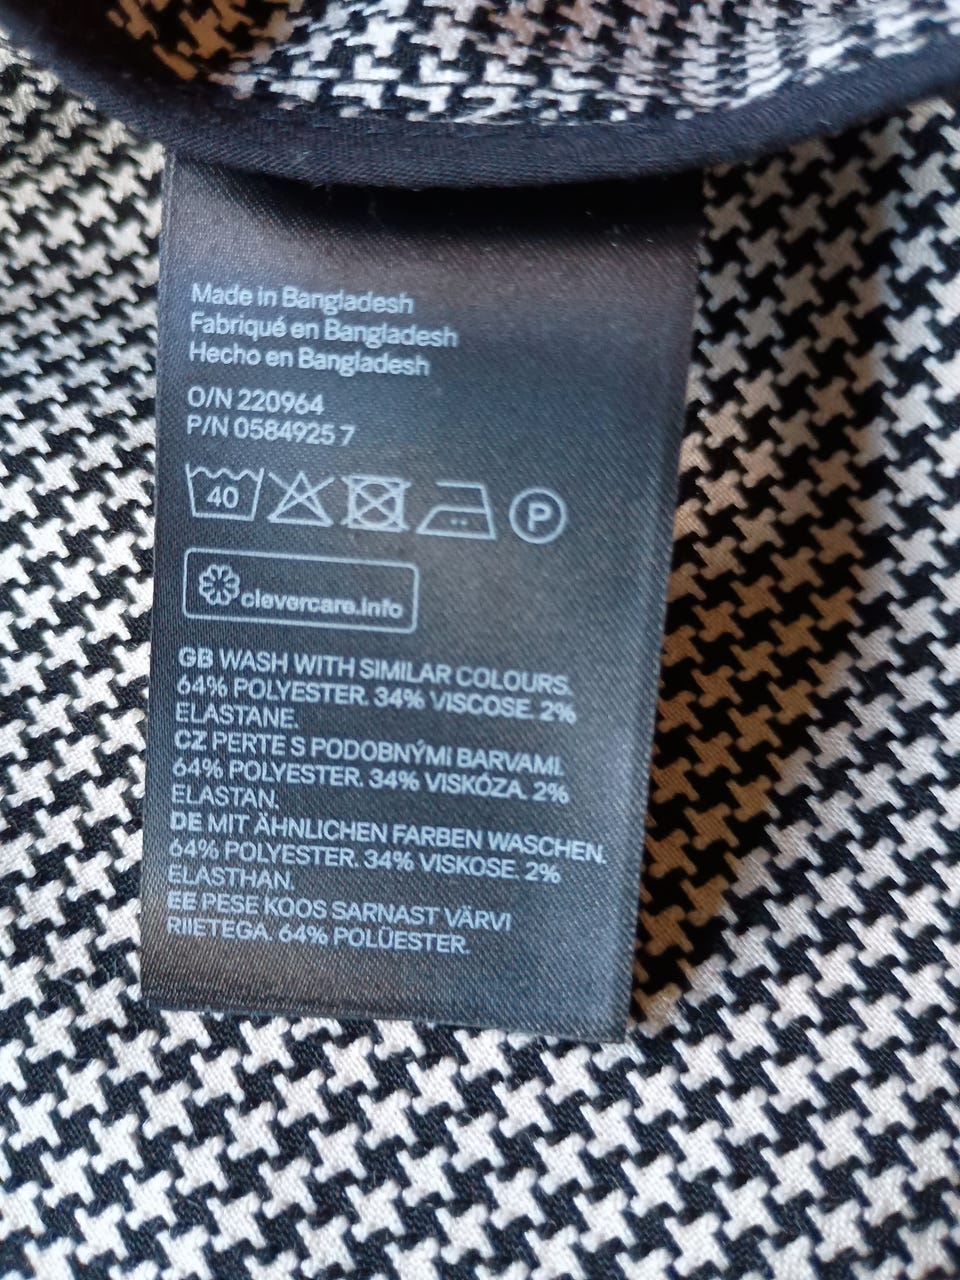 Made in Bangladesh
Fabriqué en Bangladesh
Hecho en Bangladesh
O/N 220964
P/N 0584925 7
40
P
clevercare.info
GB WASH WITH SIMILAR COLOURS.
64% POLYESTER. 34% VISCOSE. 2%
ELASTANE.
CZ PERTE S PODOBNÝMI BARVAMI.
64% POLYESTER. 34% VISKÓZA. 2%
ELASTAN.
DE MIT ÄHNLICHEN FARBEN WASCHEN.
64% POLYESTER. 34% VISKOSE. 2%
ELASTHAN.
EE PESE KOOS SARNAST VÄRVI
RIIETEGA. 64% POLÜESTER.